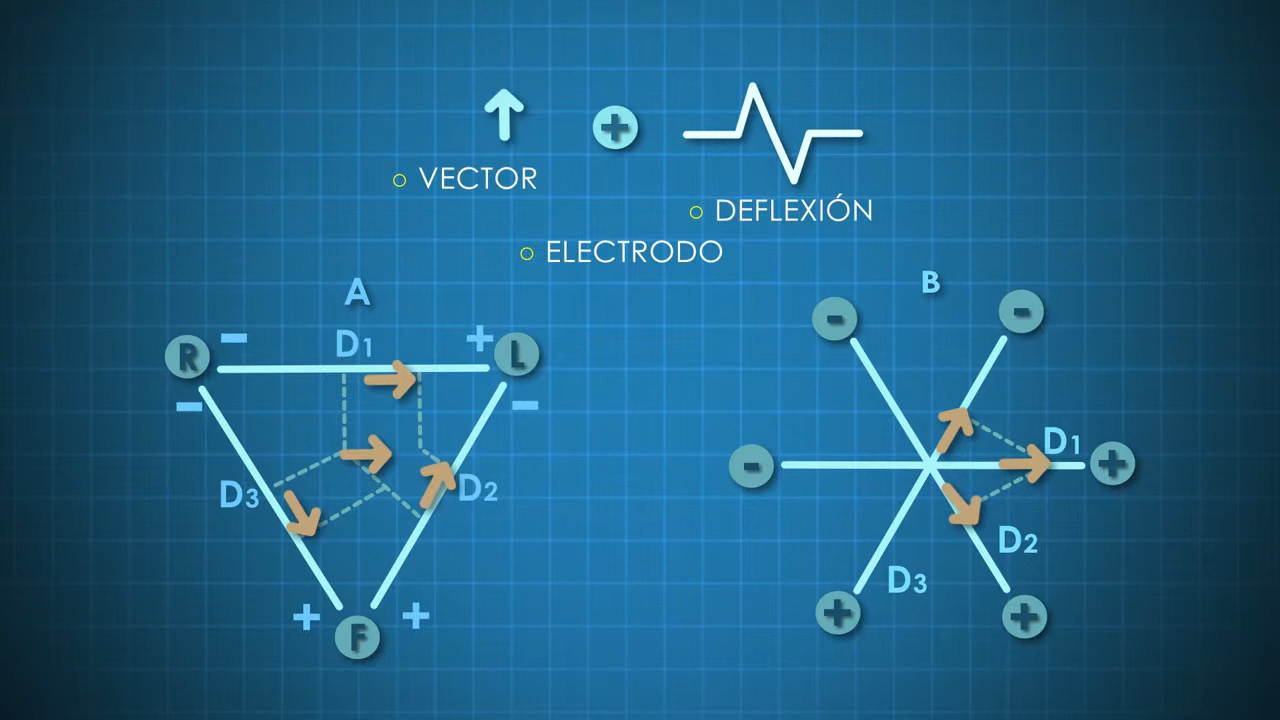 VECTOR
+
DEFLEXIÓN
ELECTRODO
A
B
R
−
D1
+
L
−
−
D3
D2
+
F
+
-
-
-
D1
+
D2
D3
+
+